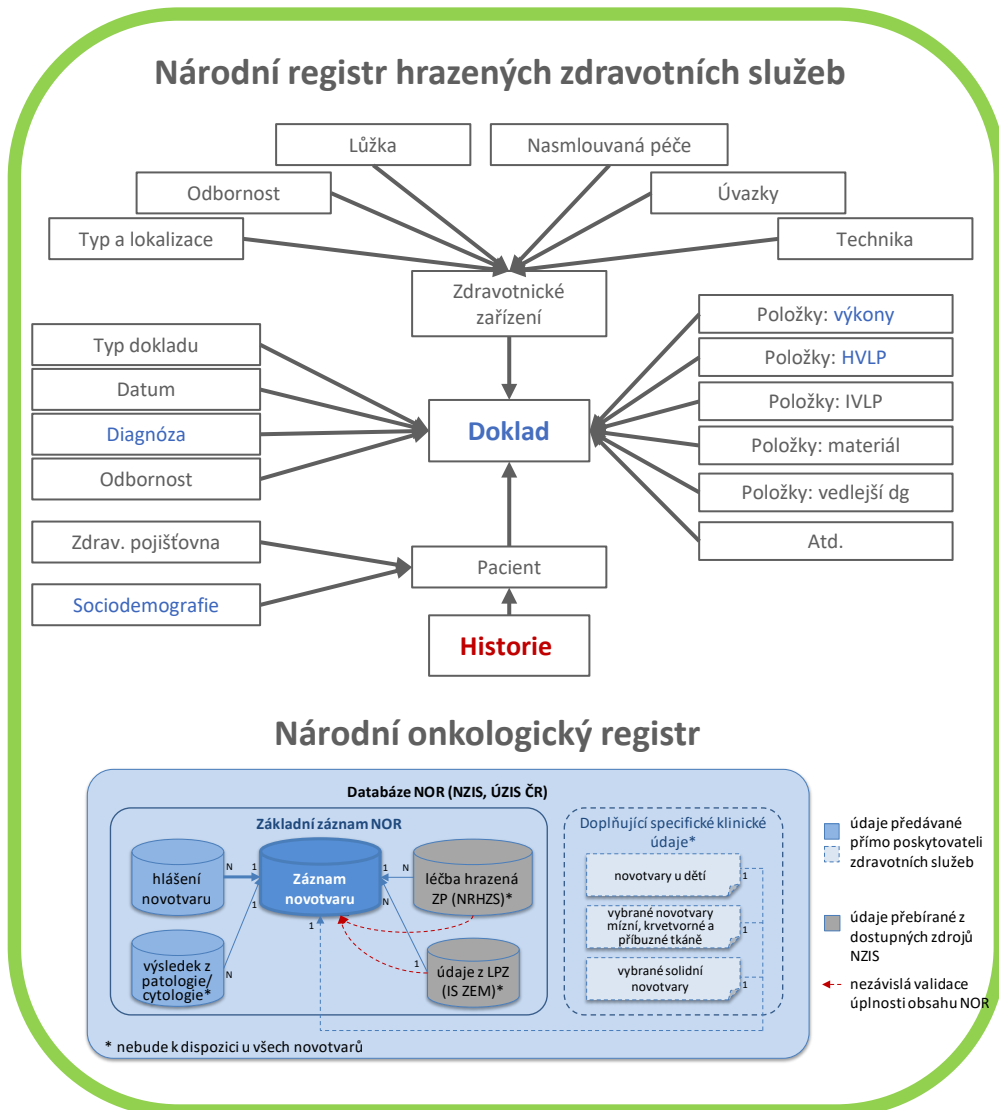 Národní registr hrazených zdravotních služeb
Lůžka
Nasmlouvaná péče
Odbornost
Úvazky
Typ a lokalizace
Technika
Zdravotnické
zařízení
Typ dokladu
Datum
Diagnóza
Odbornost
Doklad
Položky: výkony
Položky: HVLP
Položky: IVLP
Položky: materiál
Položky: vedlejší dg
Atd.
Zdrav. pojišťovna
Sociodemografie
Pacient
Historie
Národní onkologický registr
Databáze NOR (NZIS, ÚZIS ČR)
Základní záznam NOR
hlášení
novotvaru
N
1
Záznam
novotvaru
1
N
léčba hrazená
ZP (NRHZS)*
1
N
1
výsledek z
patologie/
cytologie*
N
1
údaje z LPZ
(IS ZEM)*
Doplňující specifické klinické
údaje*
novotvary u dětí
1
vybrané novotvary
mízní, krvetvorné a
příbuzné tkáně
1
vybrané solidní
novotvary
1
* nebude k dispozici u všech novotvarů
údaje předávané
přímo poskytovateli
zdravotních služeb
údaje přebírané z
dostupných zdrojů
NZIS
nezávislá validace
úplnosti obsahu NOR